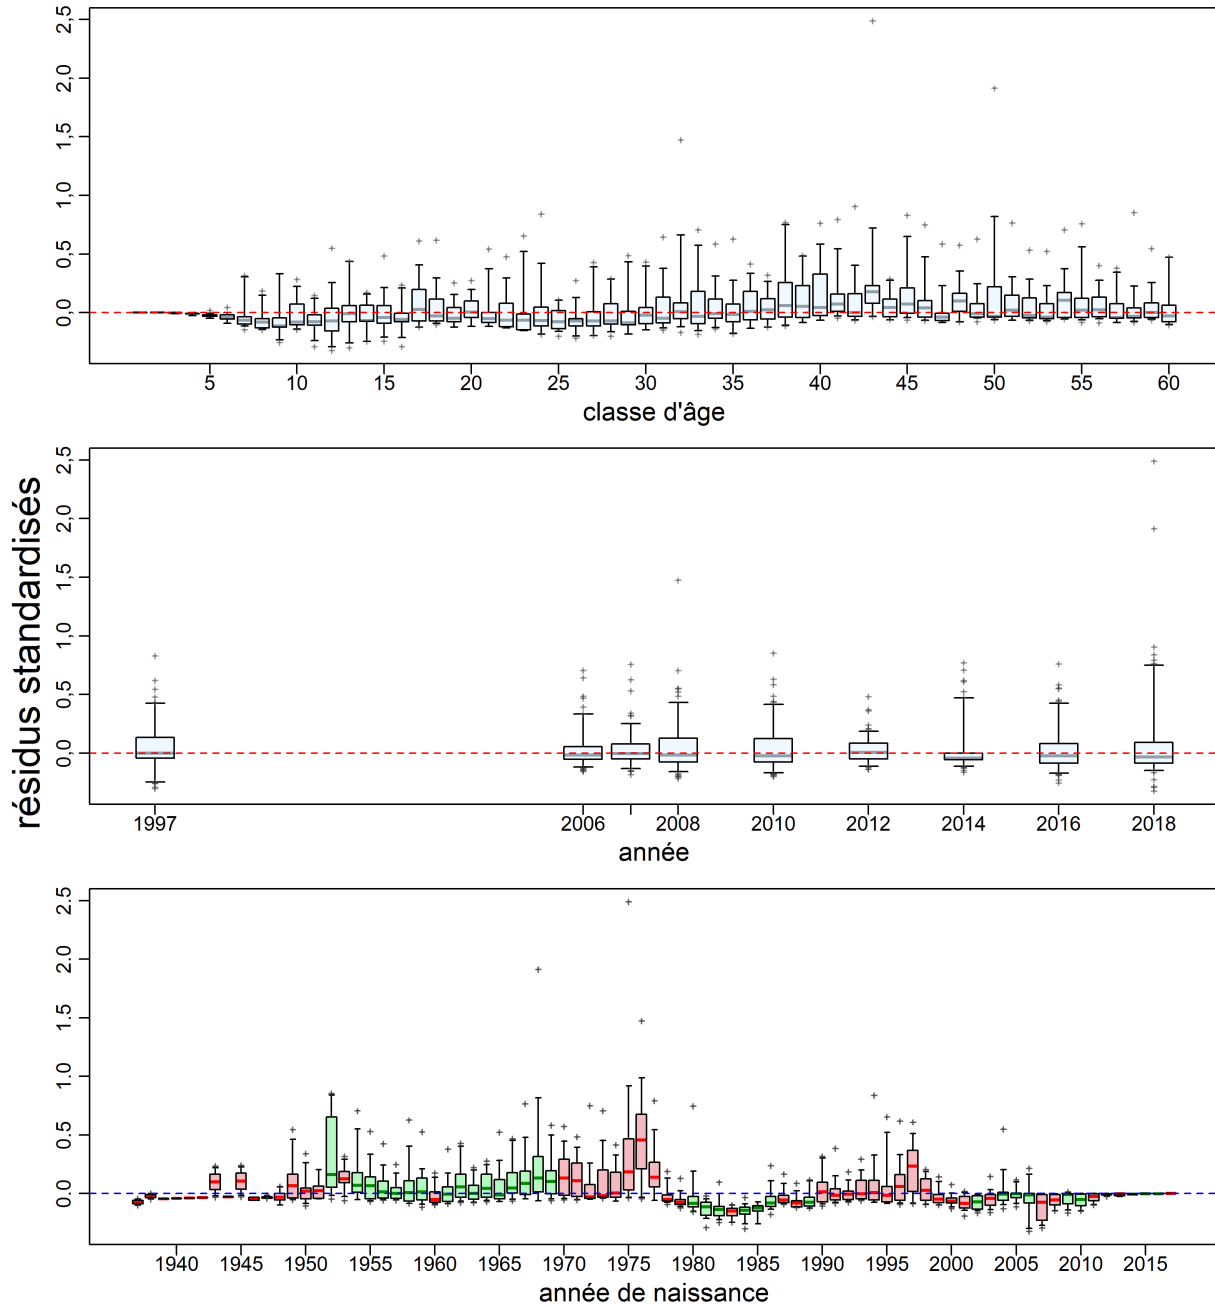 résidus standardisés
0,0 0,5 1,0 1,5 2,0 2,5
5 10 15 20 25 30 35 40 45 50 55 60
classe d'âge
0,0 0,5 1,0 1,5 2,0 2,5
1997 2006 2008 2010 2012 2014 2016 2018
année
0,0 0,5 1,0 1,5 2,0 2,5
1940 1945 1950 1955 1960 1965 1970 1975 1980 1985 1990 1995 2000 2005 2010 2015
année de naissance